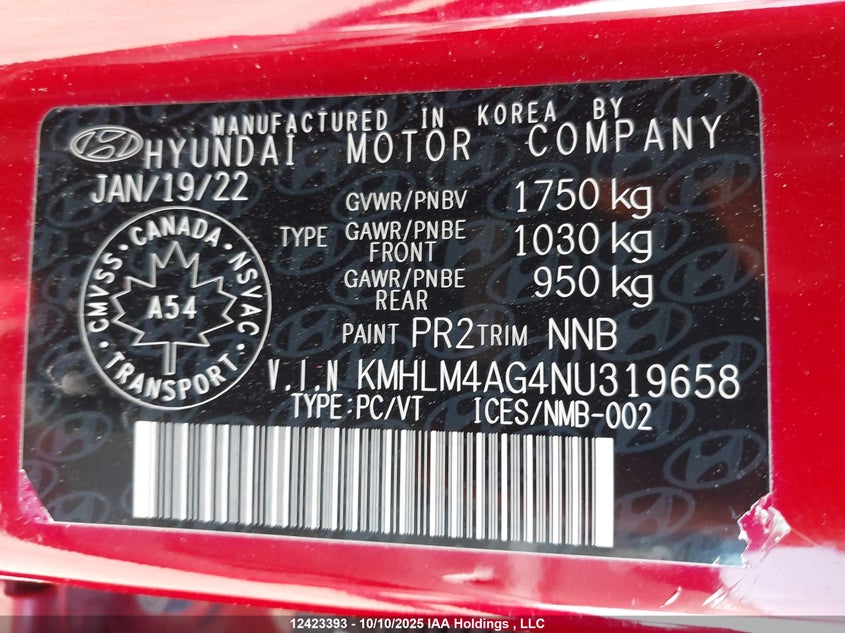 MANUFACTURED IN KOREA BY
HYUNDAI MOTOR COMPANY
JAN/19/22
GVWR/PNBV 1750 kg
TYPE GAWR/PNBE FRONT 1030 kg
GAWR/PNBE REAR 950 kg
CMVSS · CANADA · NSVAC
A54
TRANSPORT
PAINT PR2 TRIM NNB
V.I.N KMHLM4AG4NU319658
TYPE:PC/VT ICES/NMB-002
12423393 - 10/10/2025 IAA Holdings , LLC